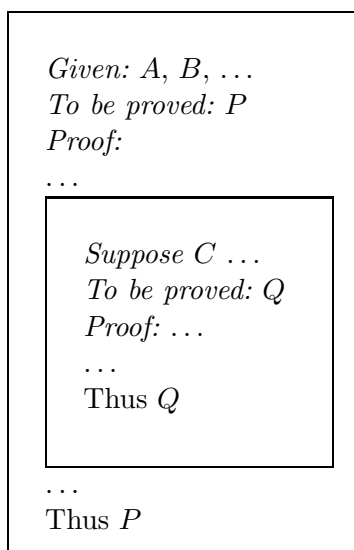 Given: A, B, …
To be proved: P
Proof:
…
Suppose C …
To be proved: Q
Proof: …
…
Thus Q
…
Thus P